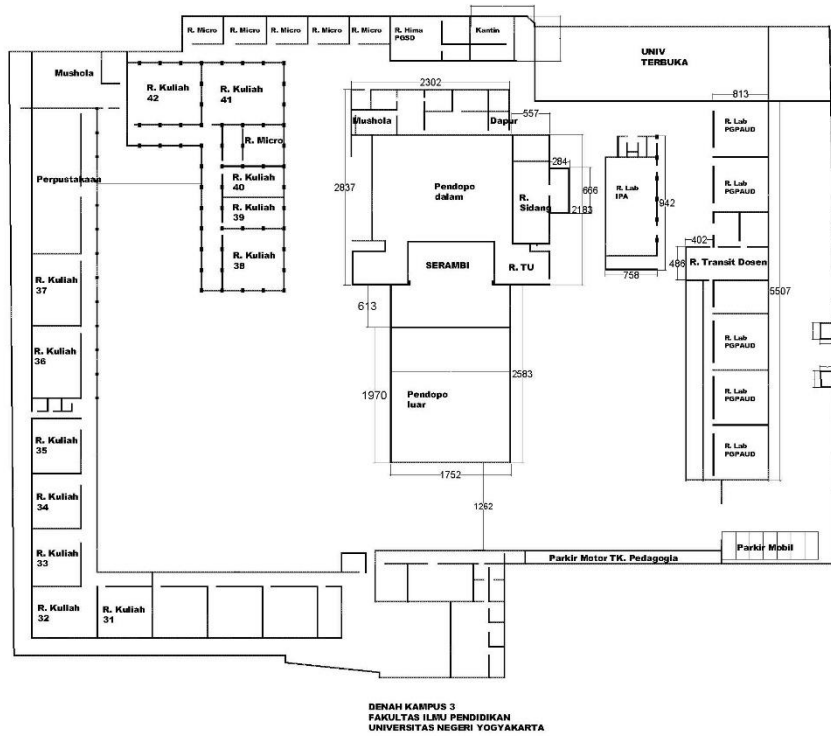 R. Micro
R. Micro
R. Micro
R. Micro
R. Micro
R. Hima
PGSD
Kantin
UNIV
TERBUKA
Mushola
R. Kuliah
42
R. Kuliah
41
2302
813
Mushola
Dapur
557
R. Lab
PGPAUD
R. Micro
284
Perpustakaan
R. Kuliah
40
2837
Pendopo
dalam
R.
Sidang
666
2183
R. Lab
IPA
942
R. Lab
PGPAUD
R. Kuliah
39
R. Kuliah
38
402
SERAMBI
R. TU
758
486
R. Transit Dosen
R. Kuliah
37
613
5507
R. Lab
PGPAUD
R. Kuliah
36
2583
1970
Pendopo
luar
R. Lab
PGPAUD
R. Kuliah
35
R. Lab
PGPAUD
1752
R. Kuliah
34
1262
R. Kuliah
33
Parkir Motor TK. Pedagogia
Parkir Mobil
R. Kuliah
32
R. Kuliah
31
DENAH KAMPUS 3
FAKULTAS ILMU PENDIDIKAN
UNIVERSITAS NEGERI YOGYAKARTA